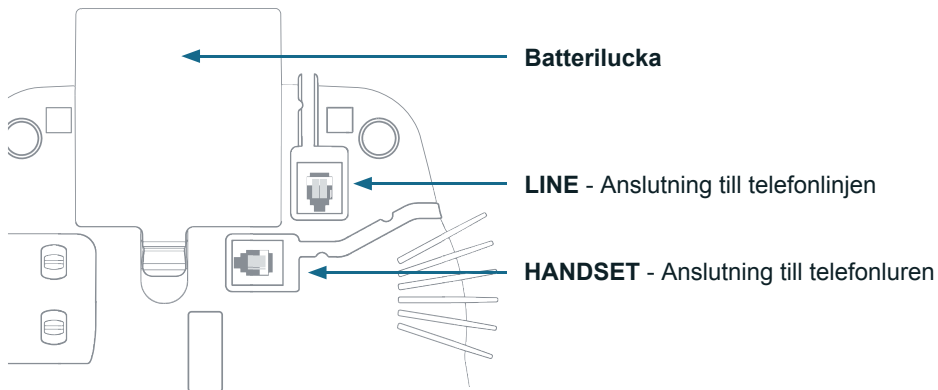 Batterilucka
LINE - Anslutning till telefonlinjen
HANDSET - Anslutning till telefonluren